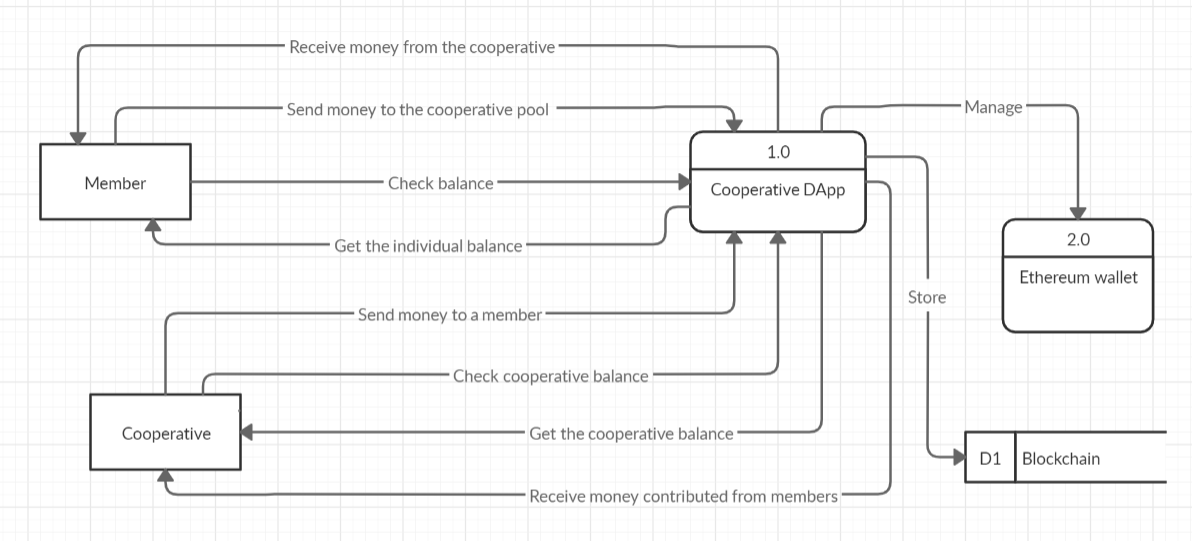 Receive money from the cooperative
Send money to the cooperative pool
Manage
1.0
Member
Check balance
Cooperative DApp
Get the individual balance
2.0
Ethereum wallet
Store
Send money to a member
Check cooperative balance
Cooperative
Get the cooperative balance
D1
Blockchain
Receive money contributed from members